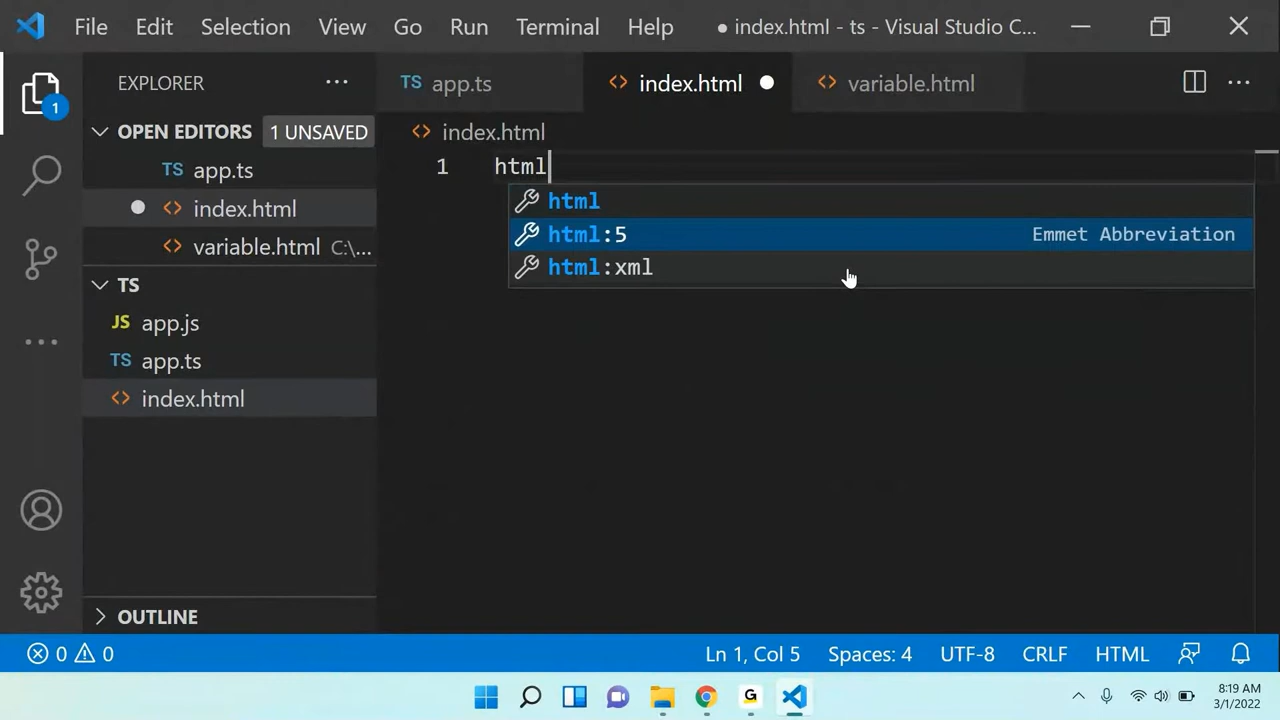 File Edit Selection View Go Run Terminal Help ● index.html - ts - Visual Studio C...
EXPLORER ...
TS app.ts
<> index.html ●
<> variable.html
...
1
OPEN EDITORS 1 UNSAVED
<> index.html
TS app.ts
1 html
html
● <> index.html
html:5 Emmet Abbreviation
<> variable.html C:\...
html:xml
TS
JS app.js
TS app.ts
<> index.html
OUTLINE
0 0 Ln 1, Col 5 Spaces: 4 UTF-8 CRLF HTML
G
8:19 AM
3/1/2022